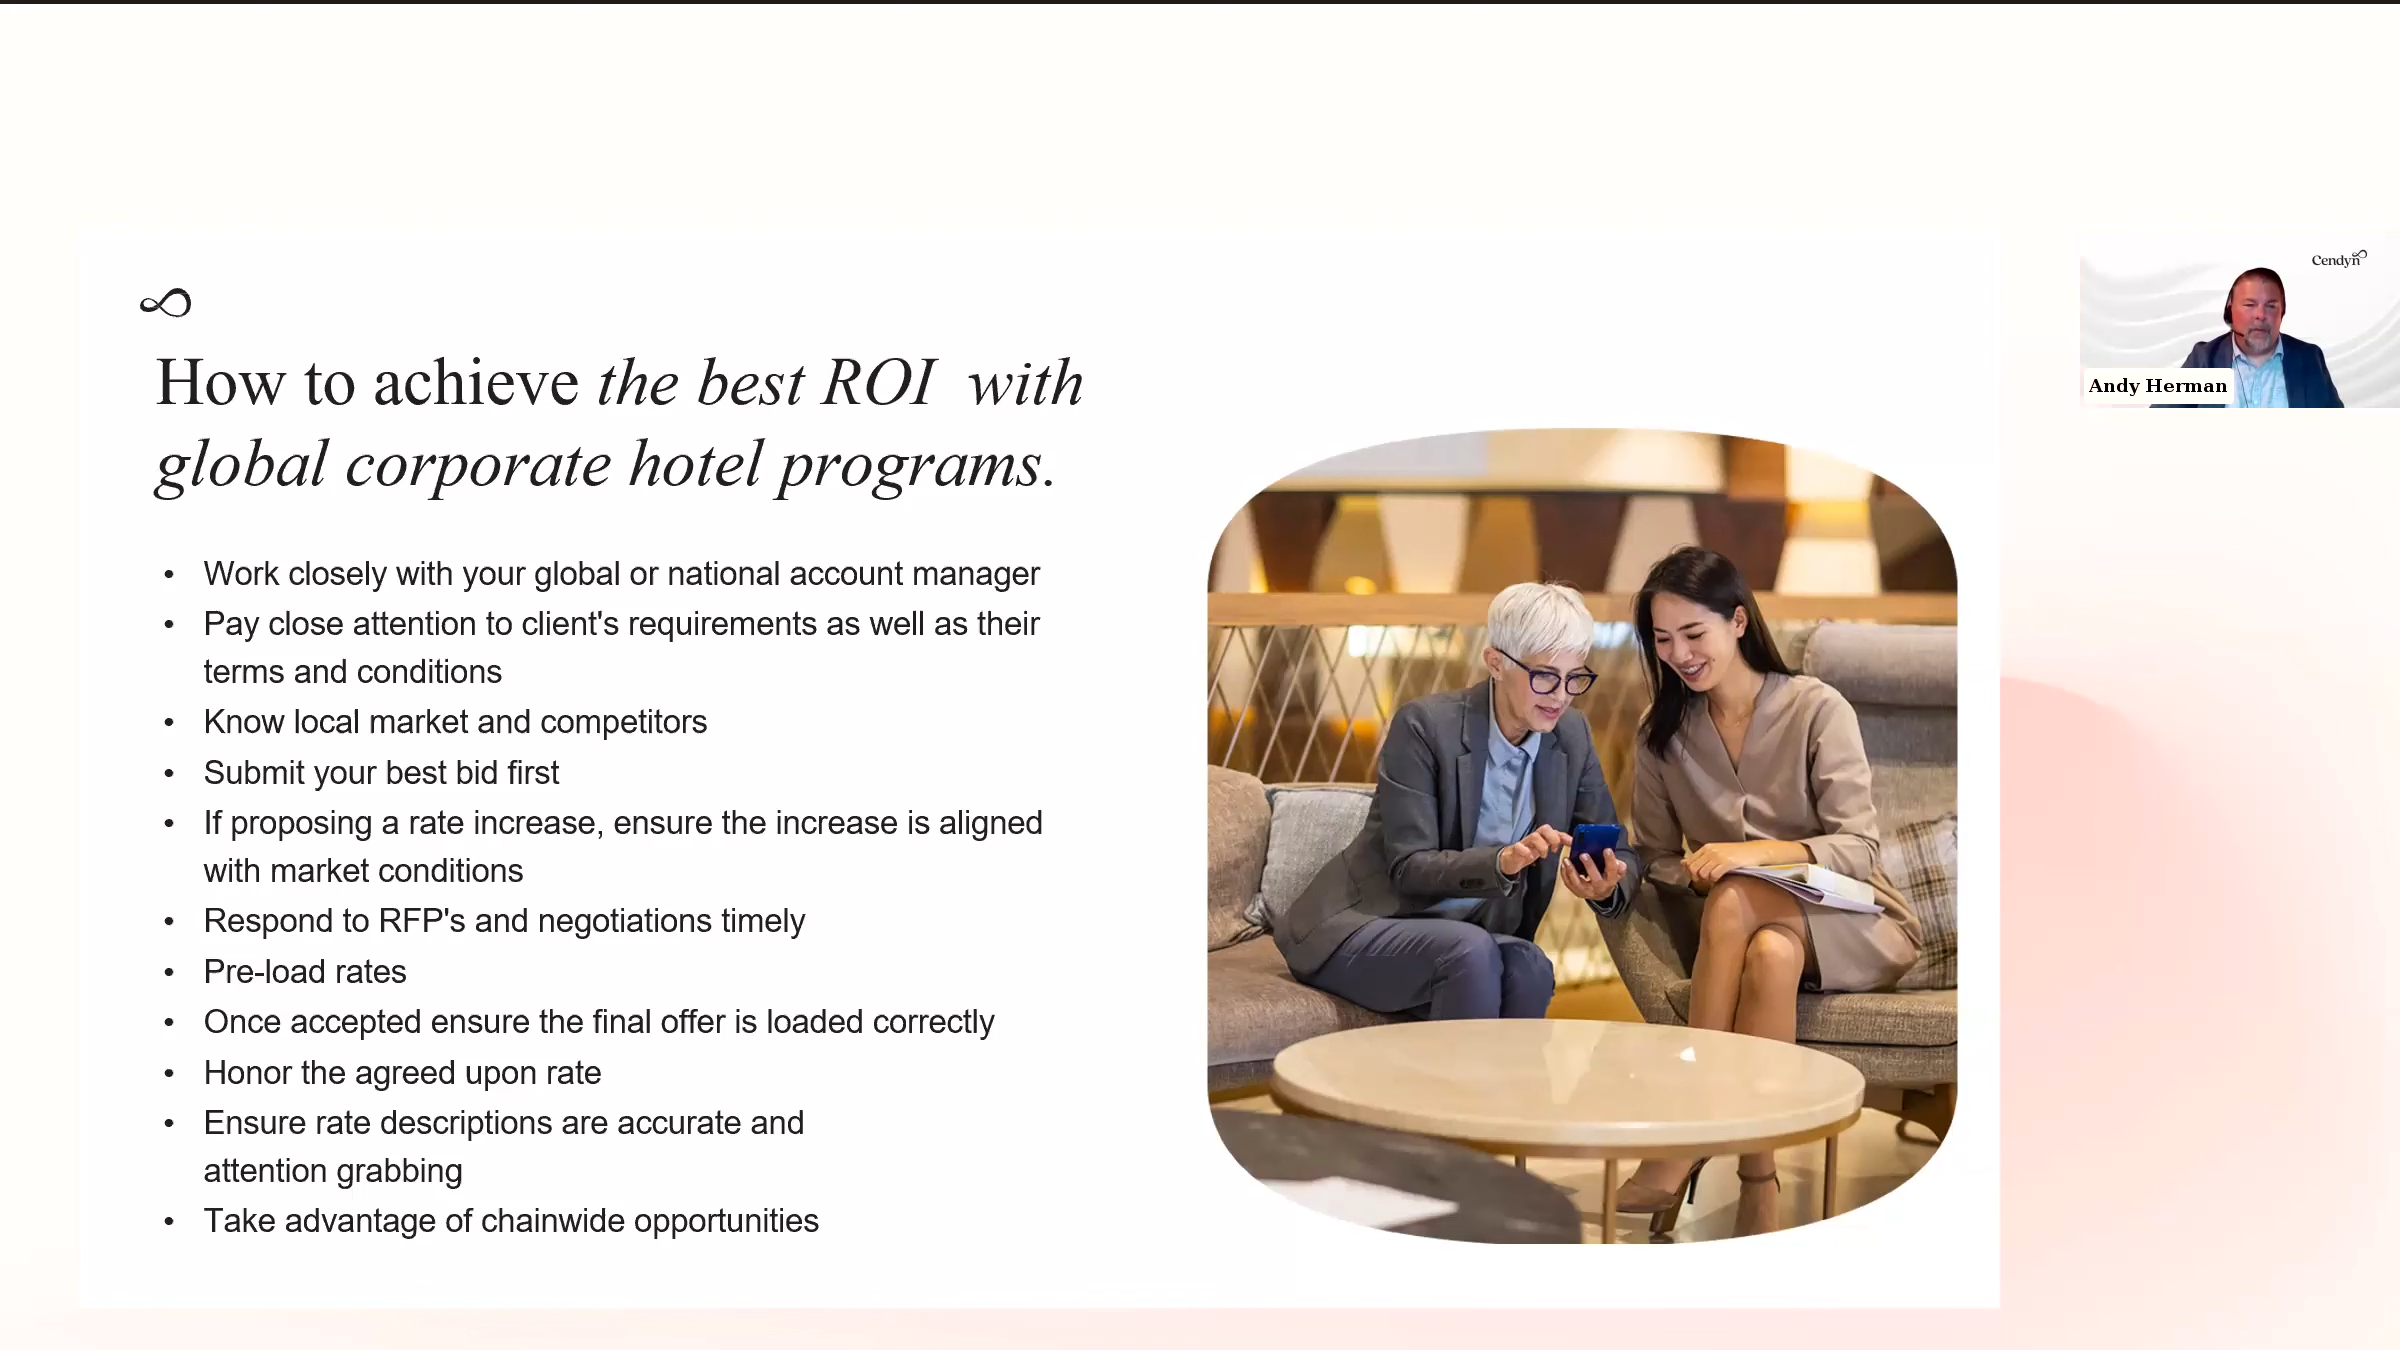 How to achieve the best ROI  with
global corporate hotel programs.
• Work closely with your global or national account manager
• Pay close attention to client's requirements as well as their
terms and conditions
• Know local market and competitors
• Submit your best bid first
• If proposing a rate increase, ensure the increase is aligned
with market conditions
• Respond to RFP's and negotiations timely
• Pre-load rates
• Once accepted ensure the final offer is loaded correctly
• Honor the agreed upon rate
• Ensure rate descriptions are accurate and
attention grabbing
• Take advantage of chainwide opportunities
Cendyn
Andy Herman